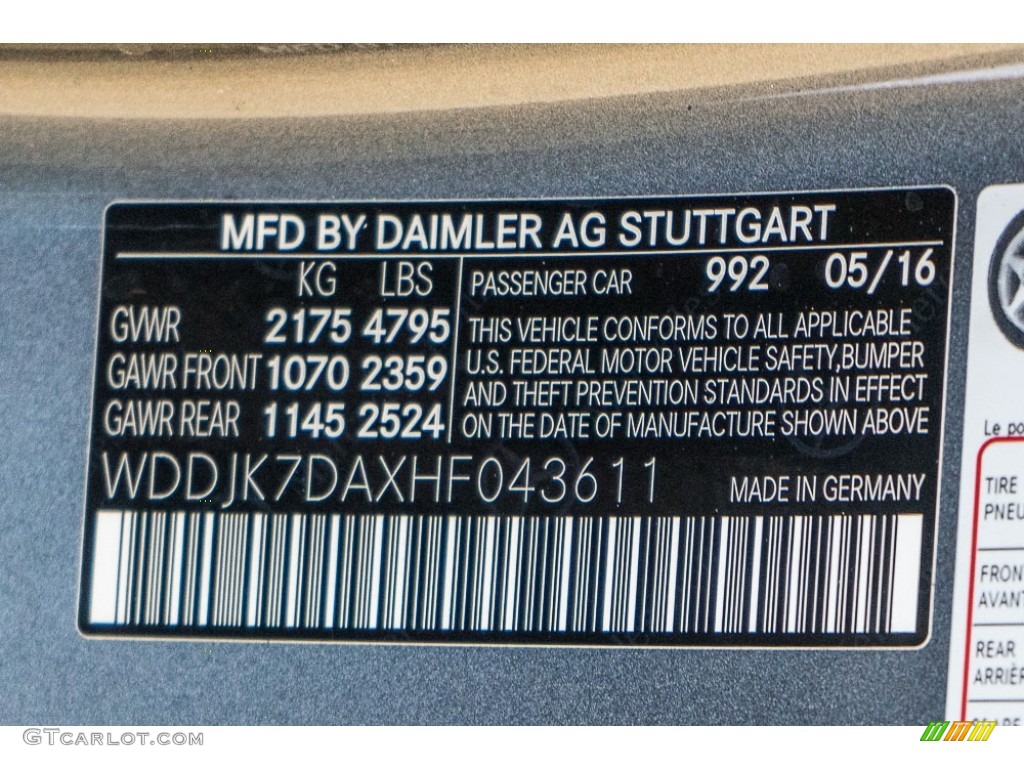 MFD BY DAIMLER AG STUTTGART
KG LBS
GVWR 2175 4795
GAWR FRONT 1070 2359
GAWR REAR 1145 2524
PASSENGER CAR 992 05/16
THIS VEHICLE CONFORMS TO ALL APPLICABLE
U.S. FEDERAL MOTOR VEHICLE SAFETY,BUMPER
AND THEFT PREVENTION STANDARDS IN EFFECT
ON THE DATE OF MANUFACTURE SHOWN ABOVE
WDDJK7DAXHF043611 MADE IN GERMANY
Le po
TIRE
PNEU
FRON
AVANT
REAR
ARRIÈR
GTCARLOT.COM